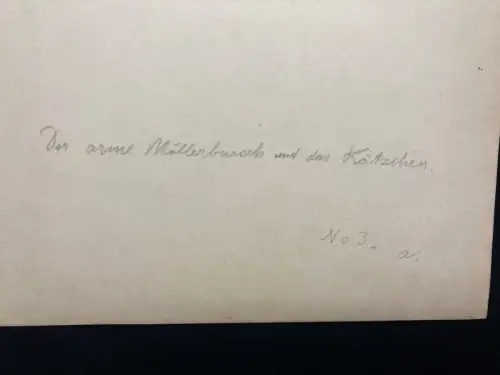 Der arme Müllerbursch und das Kätzchen.
No 3. a.